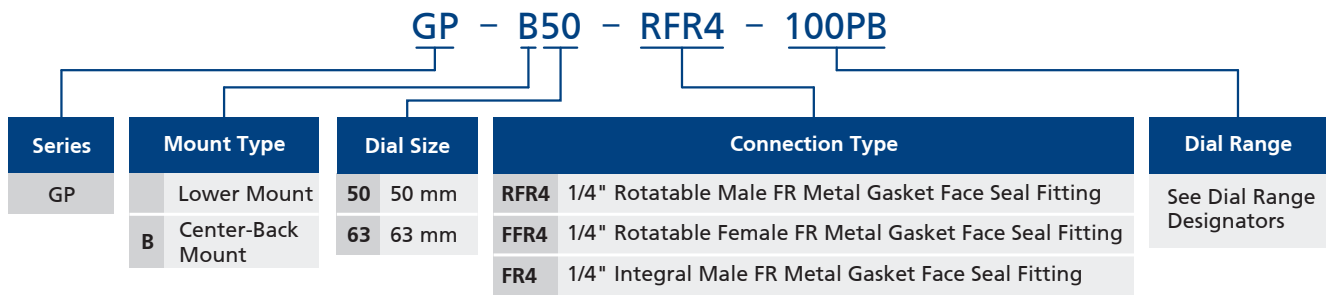 GP – B50 – RFR4 – 100PB
Series
GP
Mount Type
Lower Mount
B Center-Back
Mount
Dial Size
50 50 mm
63 63 mm
Connection Type
RFR4 1/4" Rotatable Male FR Metal Gasket Face Seal Fitting
FFR4 1/4" Rotatable Female FR Metal Gasket Face Seal Fitting
FR4 1/4" Integral Male FR Metal Gasket Face Seal Fitting
Dial Range
See Dial Range
Designators